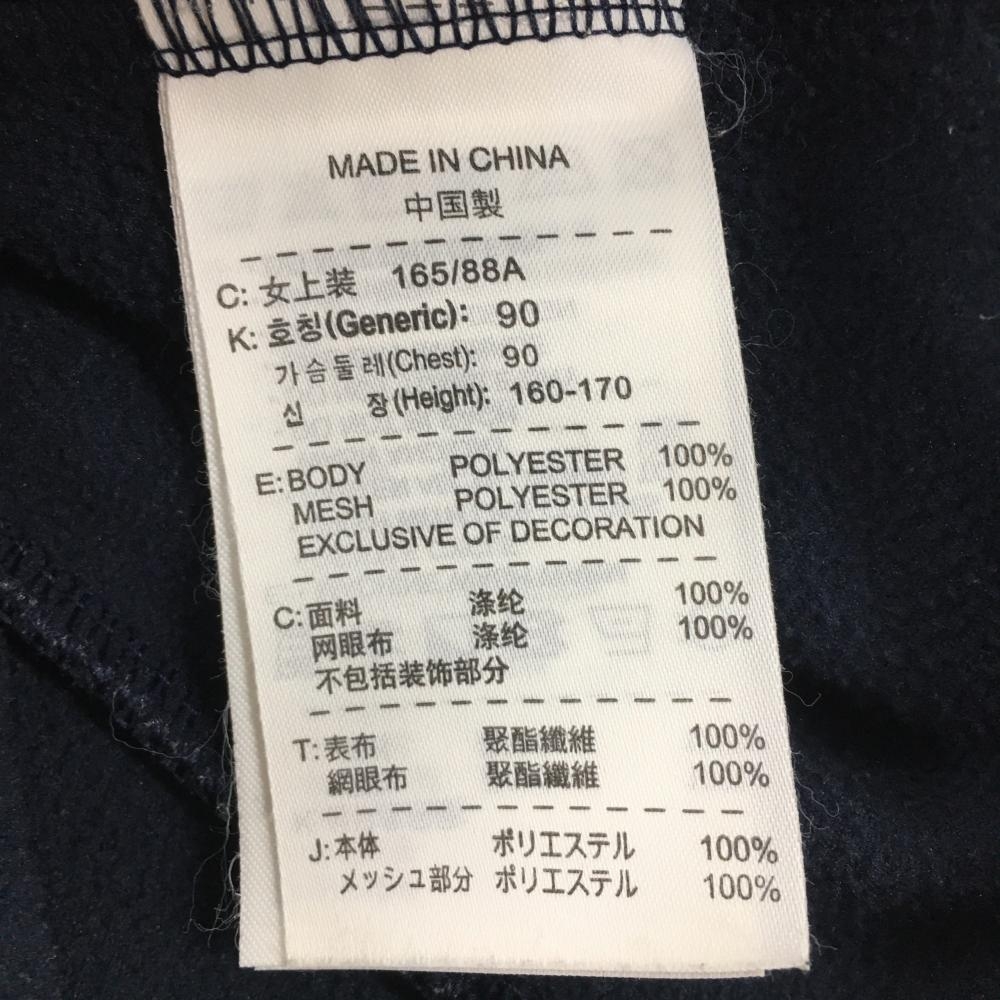 MADE IN CHINA
中国製
C: 女上装 165/88A
K: 호칭(Generic): 90
가슴둘레(Chest): 90
신 장(Height): 160-170
E: BODY POLYESTER 100%
MESH POLYESTER 100%
EXCLUSIVE OF DECORATION
C: 面料 涤纶 100%
网眼布 涤纶 100%
不包括装饰部分
T: 表布 聚酯纖維 100%
網眼布 聚酯纖維 100%
J: 本体 ポリエステル 100%
メッシュ部分 ポリエステル 100%